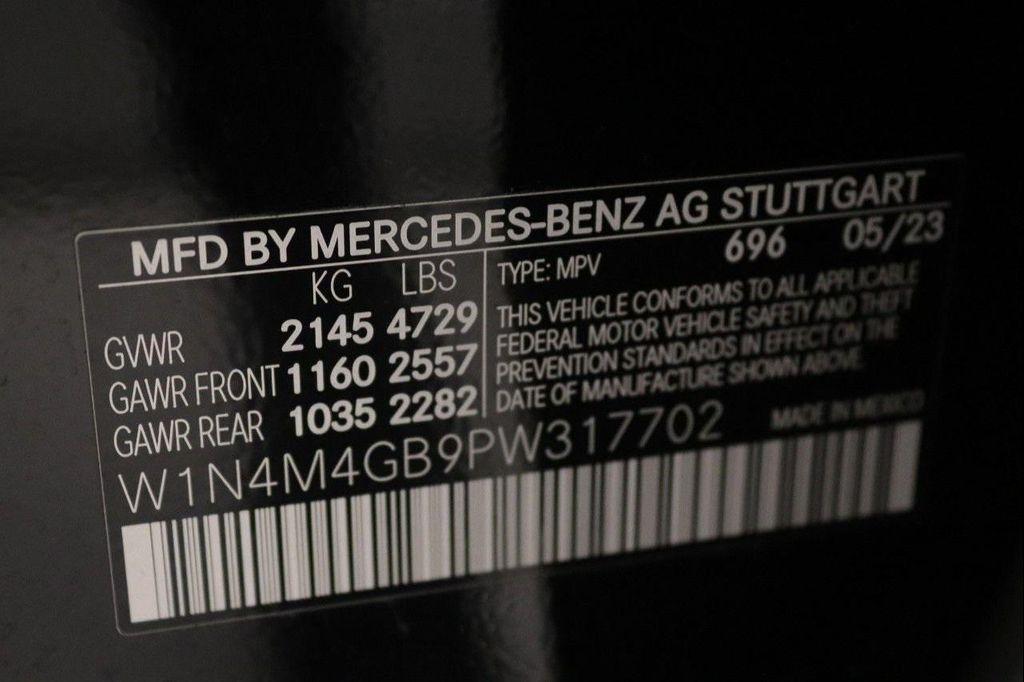 MFD BY MERCEDES-BENZ AG STUTTGART
KG LBS
GVWR 2145 4729
GAWR FRONT 1160 2557
GAWR REAR 1035 2282
696 05/23
TYPE: MPV
THIS VEHICLE CONFORMS TO ALL APPLICABLE
FEDERAL MOTOR VEHICLE SAFETY AND THEFT
PREVENTION STANDARDS IN EFFECT ON THE
DATE OF MANUFACTURE SHOWN ABOVE.
W1N4M4GB9PW317702
MADE IN MEXICO